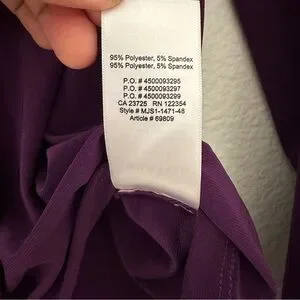 95% Polyester, 5% Spandex
95% Polyester, 5% Spandex
P.O. # 4500093295
P.O. # 4500093297
P.O. # 4500093299
CA 23725 RN 122354
Style # MJS1-1471-48
Article # 69809